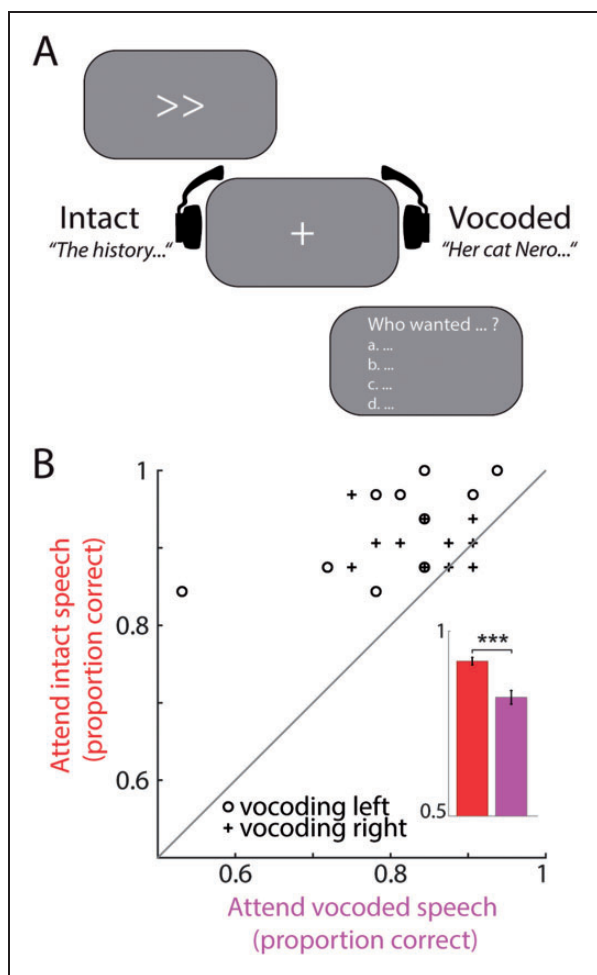 A
>>
Intact
"The history..."
+
Vocoded
"Her cat Nero..."
Who wanted ... ?
a. ...
b. ...
c. ...
d. ...
B
Attend intact speech
(proportion correct)
1
0.8
0.6
1
***
0.5
vocoding left
+ vocoding right
0.6
0.8
1
Attend vocoded speech
(proportion correct)